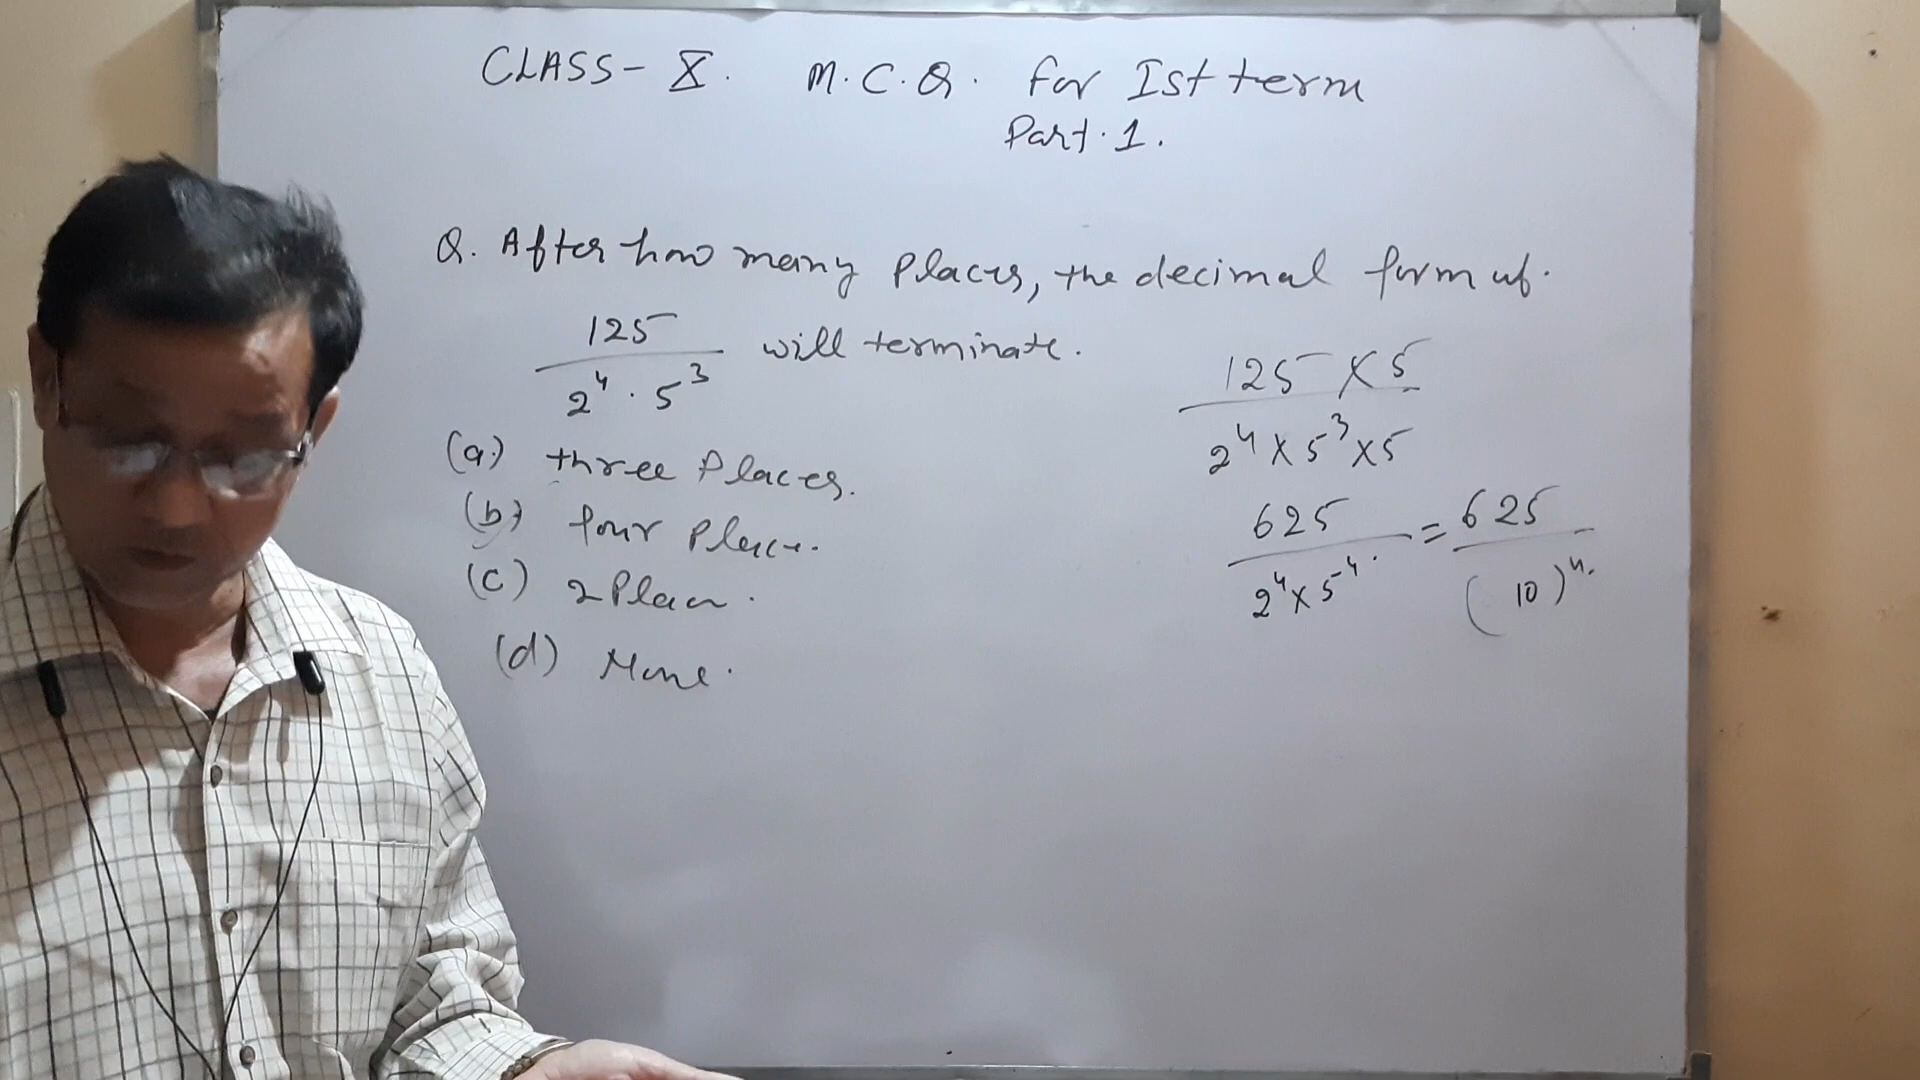 CLASS - X. M.C.Q. For Ist term
Part.1.
Q. After how many Places, the decimal form of.
125 / 2⁴ . 5³ will terminate.
(a.) three Places.
(b) four Place.
(c) 2 Place.
(d) None.
125 × 5 / 2⁴ × 5³ × 5
625 / 2⁴ × 5⁴ = 625 / (10)⁴.